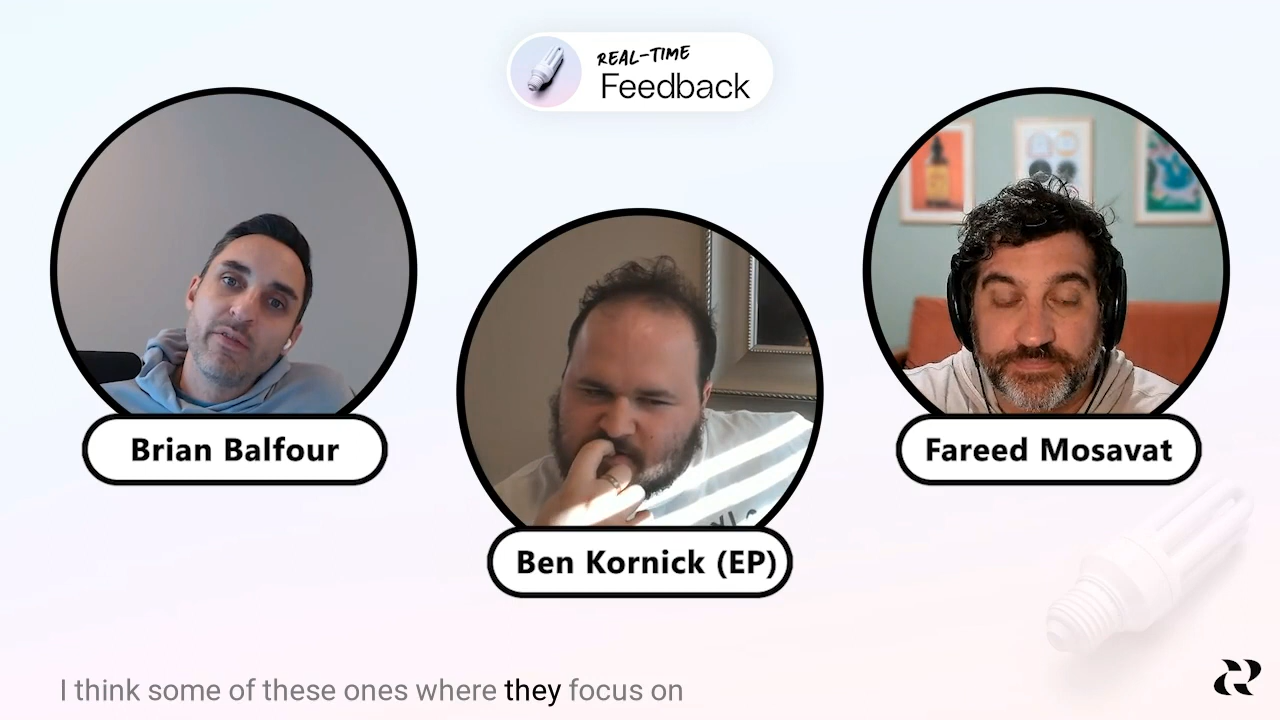 REAL-TIME
Feedback
Brian Balfour
Fareed Mosavat
Ben Kornick (EP)
I think some of these ones where they focus on